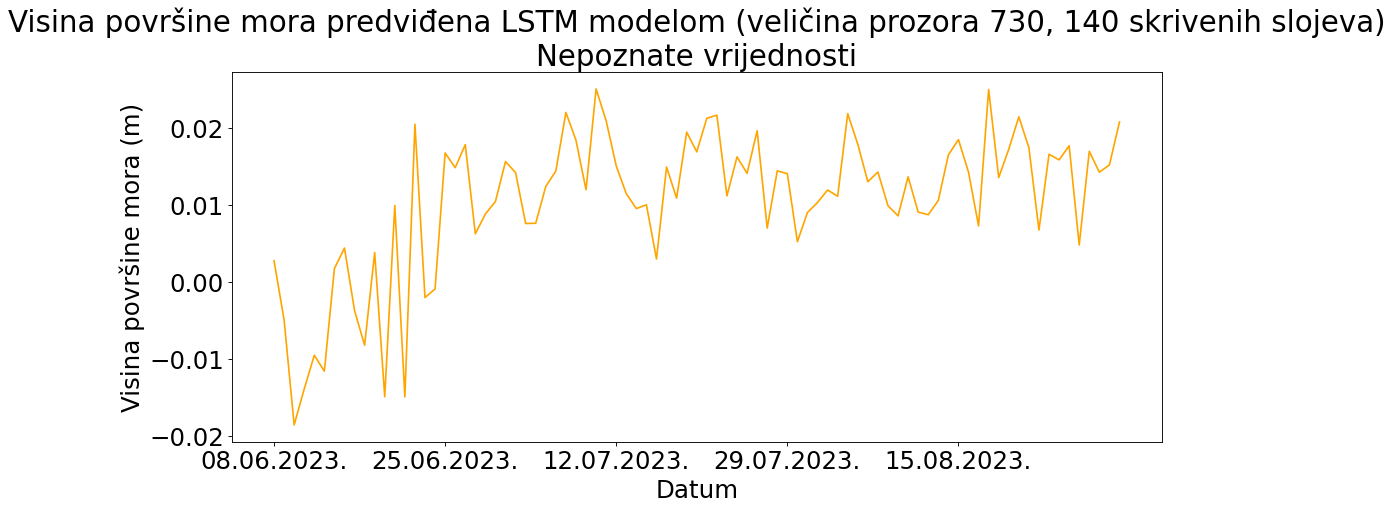 Visina površine mora predviđena LSTM modelom (veličina prozora 730, 140 skrivenih slojeva)
Nepoznate vrijednosti
Visina površine mora (m)
0.02
0.01
0.00
−0.01
−0.02
08.06.2023. 25.06.2023. 12.07.2023. 29.07.2023. 15.08.2023.
Datum